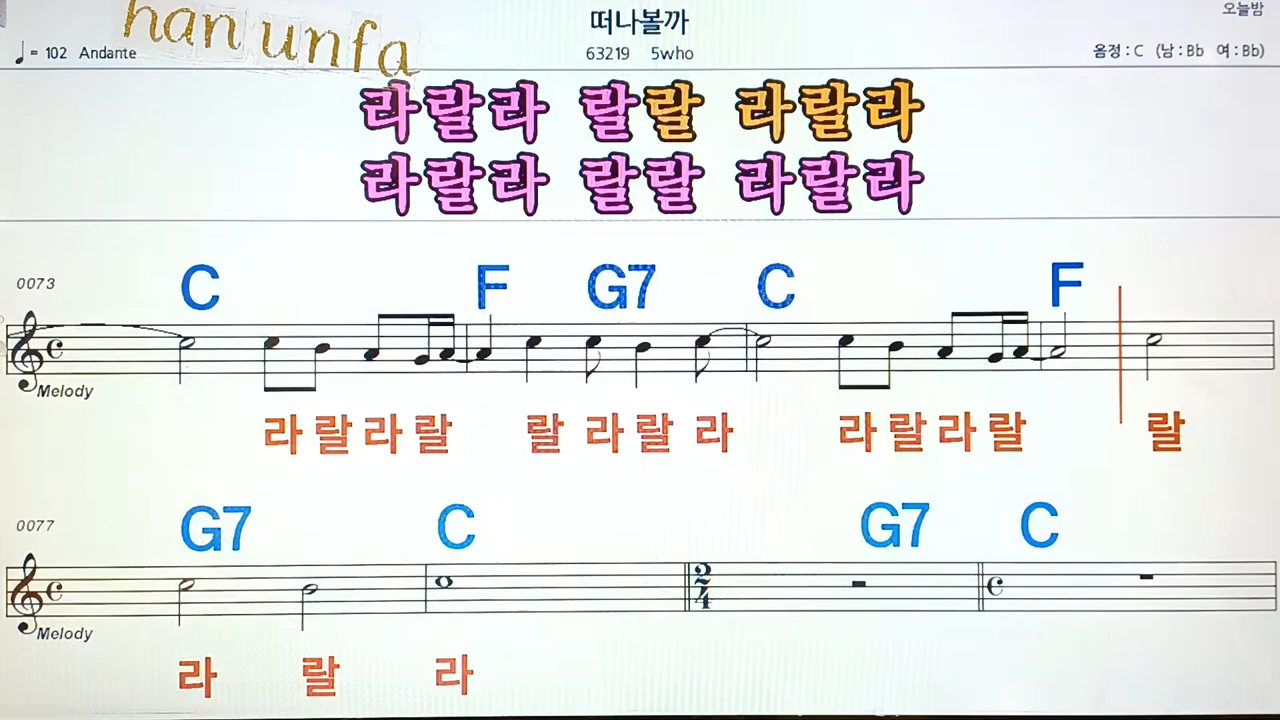 han unfa
떠나볼까
오늘밤
♩= 102 Andante
63219 5who
음정:C (남:Bb 여:Bb)
라랄라 랄랄 라랄라
라랄라 랄랄 라랄라
0073
C F G7 C F
Melody
라 랄 라 랄 랄 라 랄 라 라 랄 라 랄 랄
0077
G7 C G7 C
2
4
Melody
라 랄 라